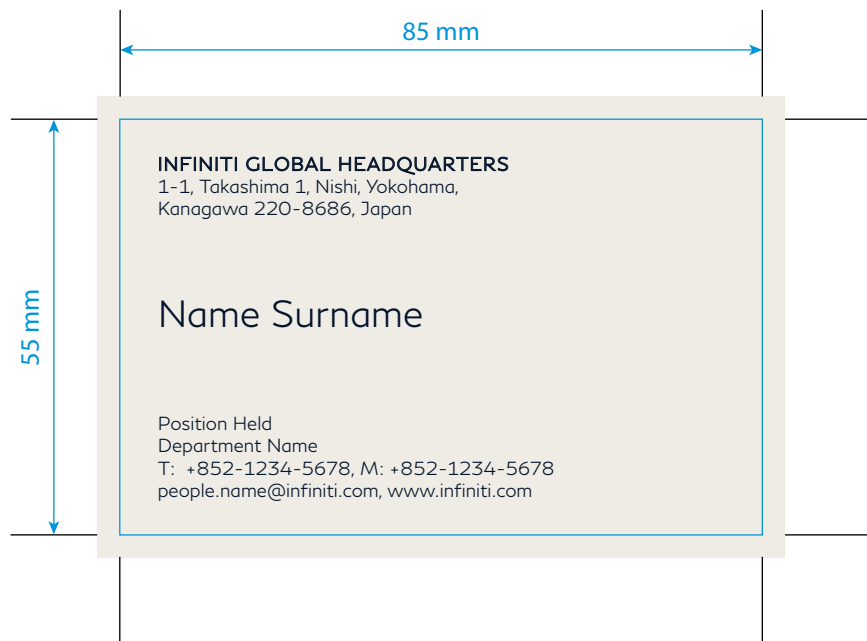 85 mm
55 mm
INFINITI GLOBAL HEADQUARTERS
1-1, Takashima 1, Nishi, Yokohama,
Kanagawa 220-8686, Japan
Name Surname
Position Held
Department Name
T:  +852-1234-5678, M: +852-1234-5678
people.name@infiniti.com, www.infiniti.com